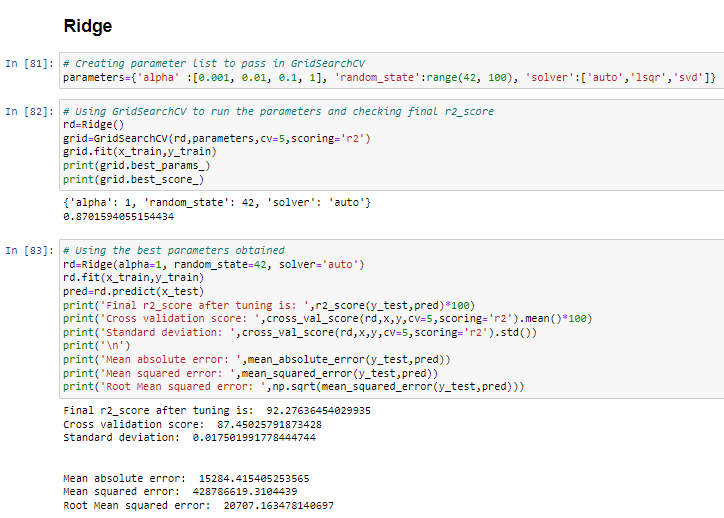 Ridge
In [81]: # Creating parameter list to pass in GridSearchCV
parameters={'alpha' :[0.001, 0.01, 0.1, 1], 'random_state':range(42, 100), 'solver':['auto','lsqr','svd']}
In [82]: # Using GridSearchCV to run the parameters and checking final r2_score
rd=Ridge()
grid=GridSearchCV(rd,parameters,cv=5,scoring='r2')
grid.fit(x_train,y_train)
print(grid.best_params_)
print(grid.best_score_)
{'alpha': 1, 'random_state': 42, 'solver': 'auto'}
0.8701594055154434
In [83]: # Using the best parameters obtained
rd=Ridge(alpha=1, random_state=42, solver='auto')
rd.fit(x_train,y_train)
pred=rd.predict(x_test)
print('Final r2_score after tuning is: ',r2_score(y_test,pred)*100)
print('Cross validation score: ',cross_val_score(rd,x,y,cv=5,scoring='r2').mean()*100)
print('Standard deviation: ',cross_val_score(rd,x,y,cv=5,scoring='r2').std())
print('\n')
print('Mean absolute error: ',mean_absolute_error(y_test,pred))
print('Mean squared error: ',mean_squared_error(y_test,pred))
print('Root Mean squared error: ',np.sqrt(mean_squared_error(y_test,pred)))
Final r2_score after tuning is:  92.27636454029935
Cross validation score:  87.45025791873428
Standard deviation:  0.017501991778444744
Mean absolute error:  15284.415405253565
Mean squared error:  428786619.3104439
Root Mean squared error:  20707.163478140697